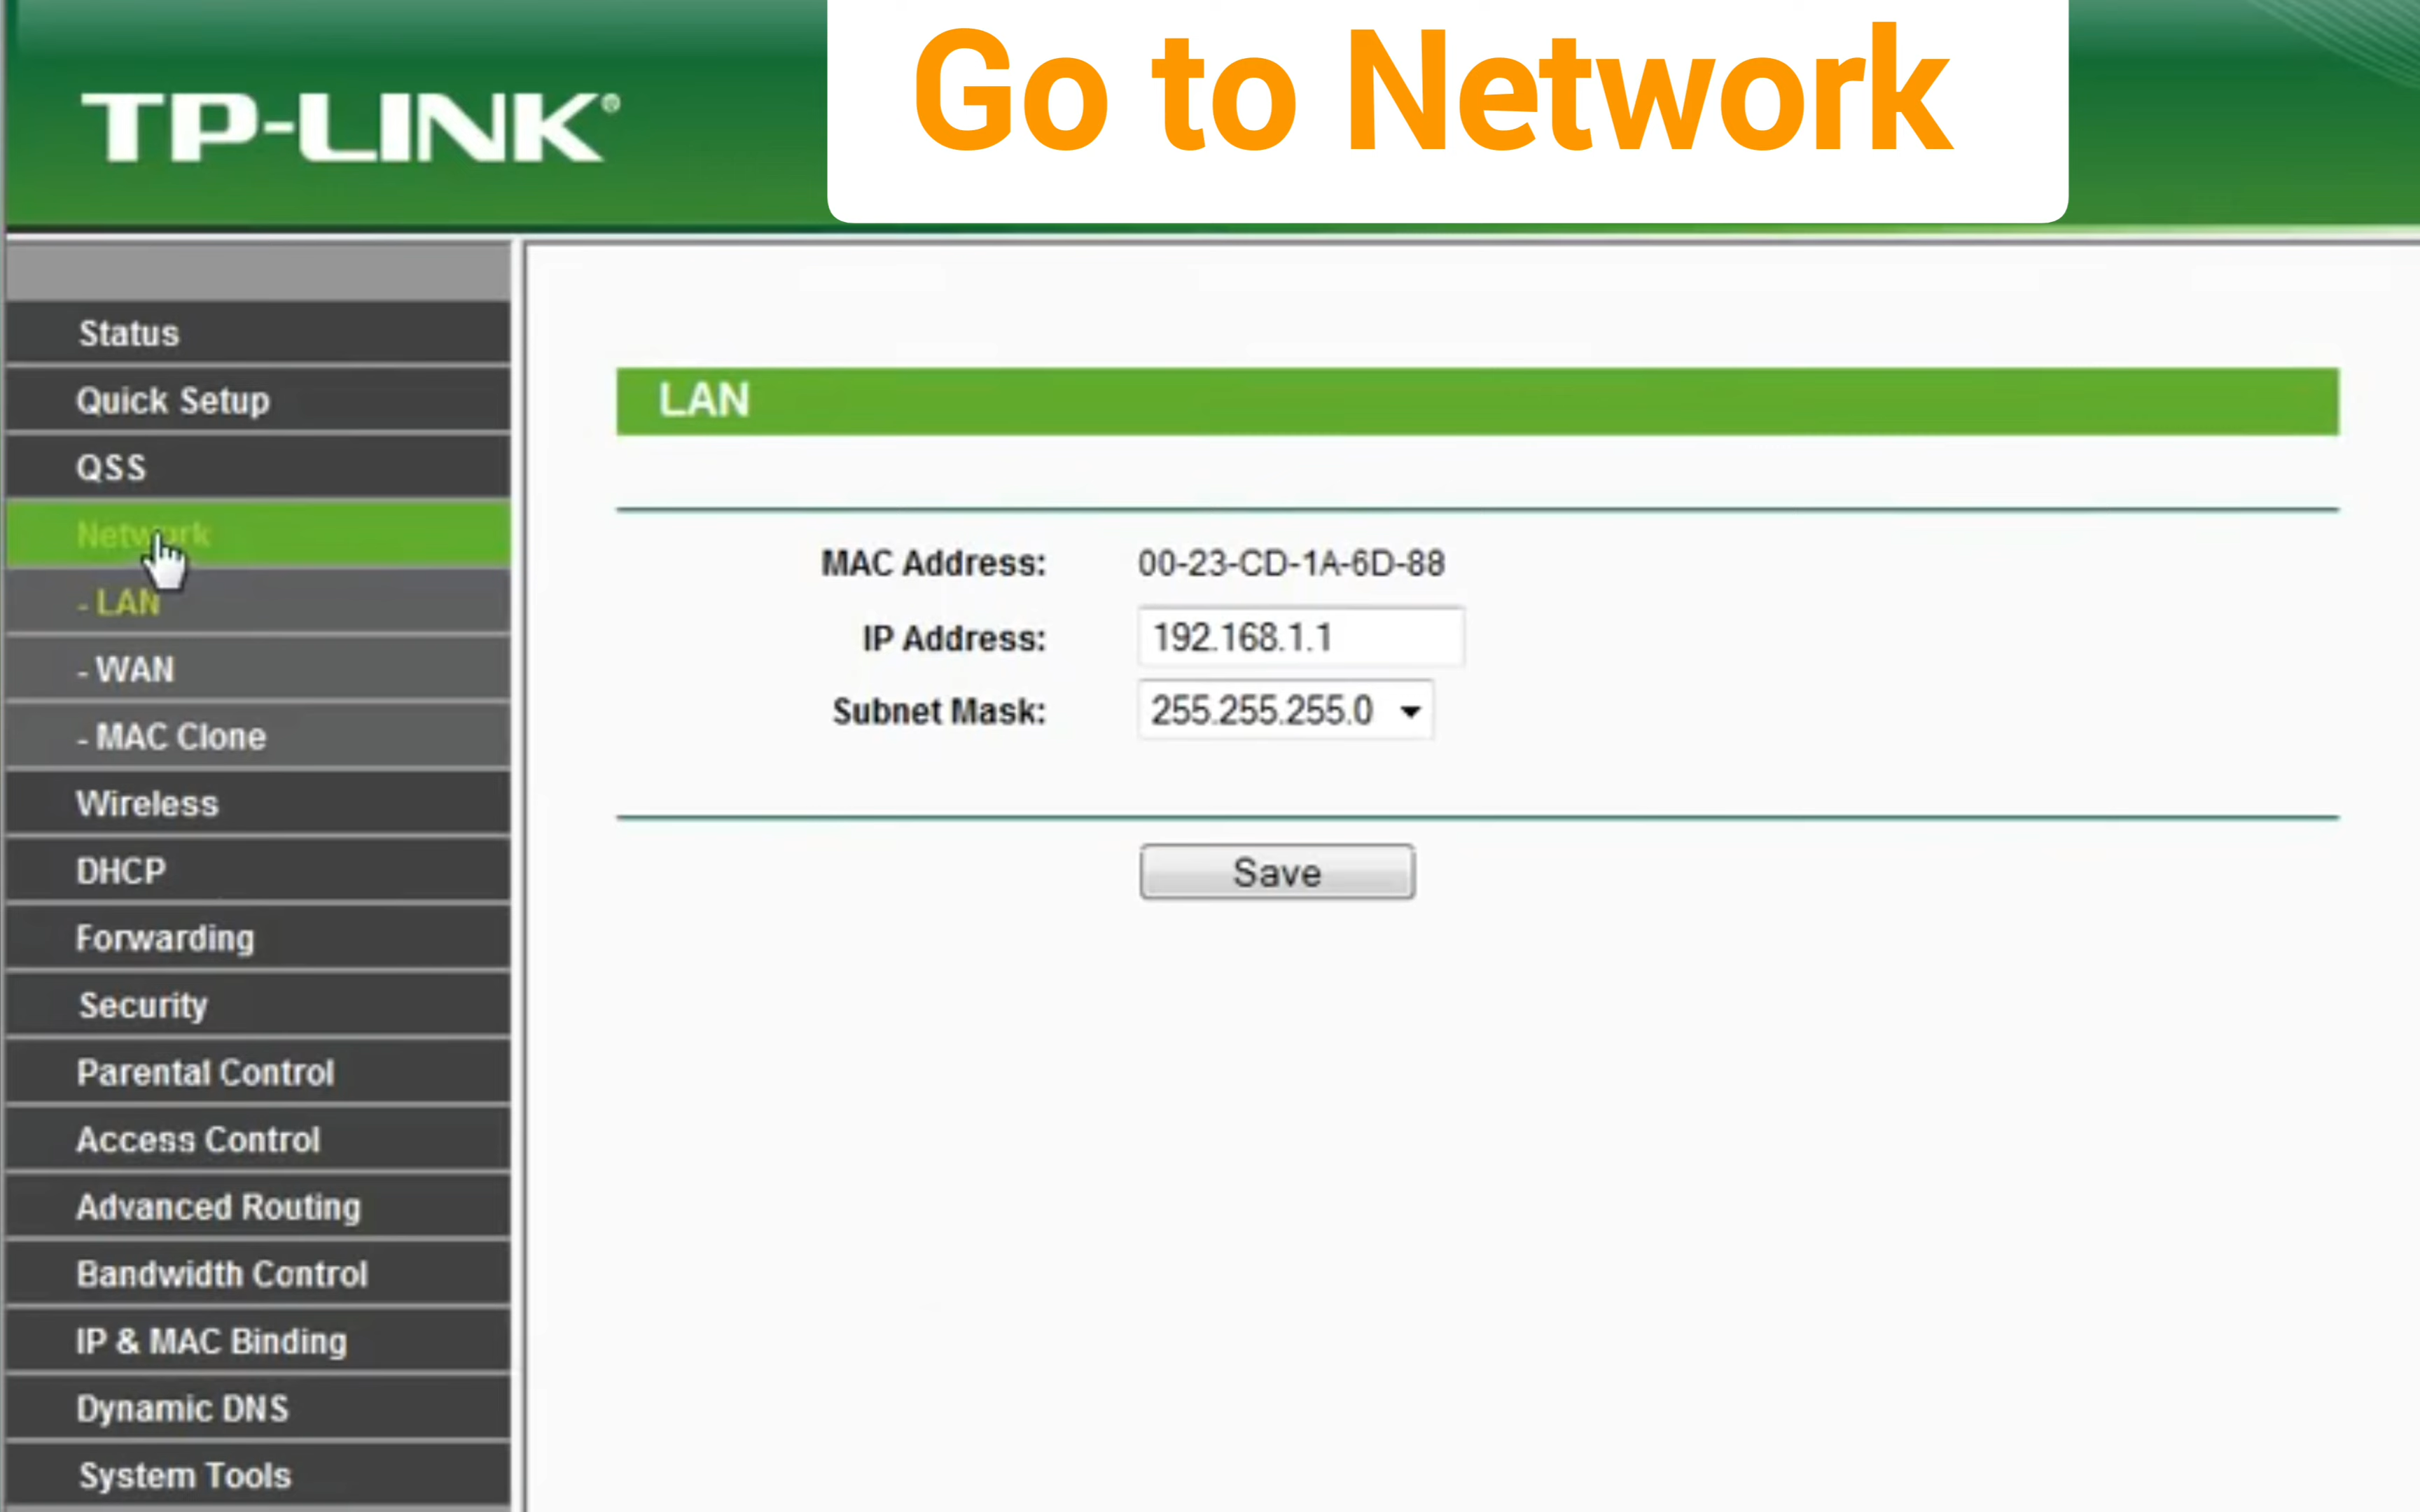 TP-LINK®
Go to Network
Status
Quick Setup
QSS
Network
- LAN
- WAN
- MAC Clone
Wireless
DHCP
Forwarding
Security
Parental Control
Access Control
Advanced Routing
Bandwidth Control
IP & MAC Binding
Dynamic DNS
System Tools
LAN
MAC Address: 00-23-CD-1A-6D-88
IP Address: 192.168.1.1
Subnet Mask: 255.255.255.0
Save